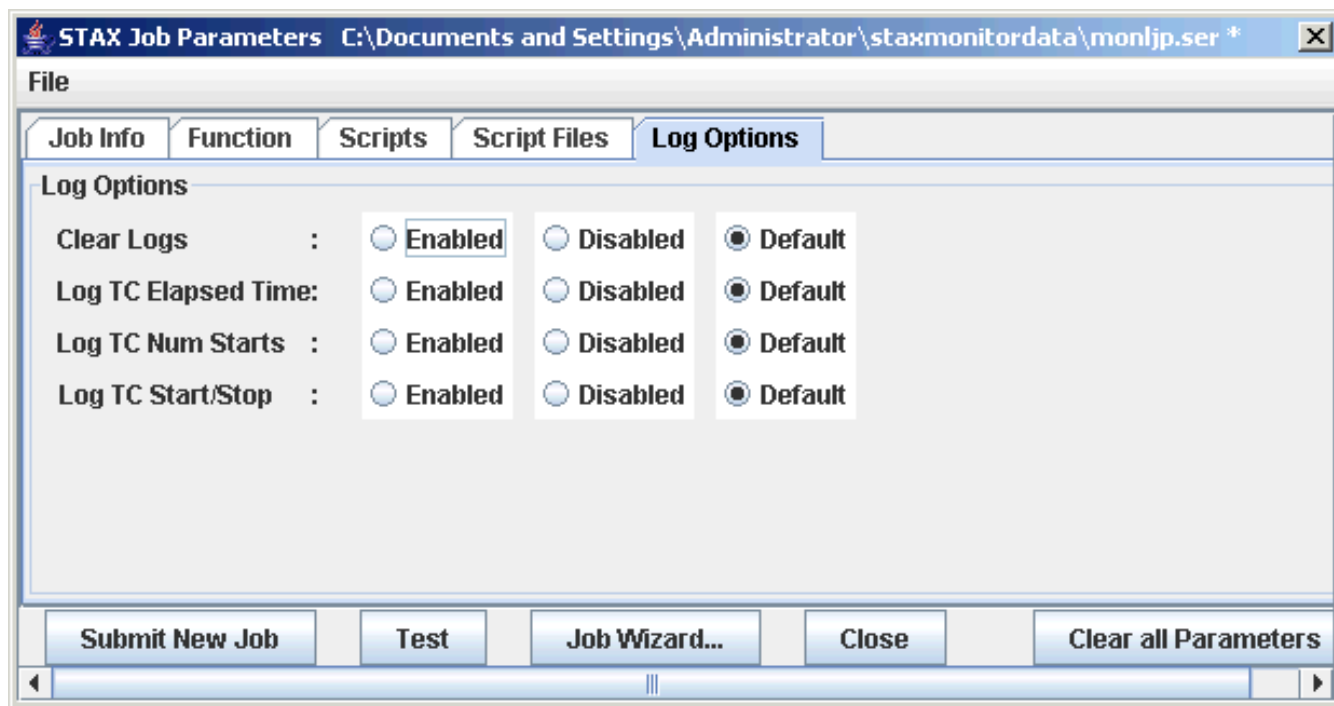 STAX Job Parameters C:\Documents and Settings\Administrator\staxmonitordata\monljp.ser *
File
Job Info Function Scripts Script Files Log Options
Log Options
Clear Logs : Enabled Disabled Default
Log TC Elapsed Time: Enabled Disabled Default
Log TC Num Starts : Enabled Disabled Default
Log TC Start/Stop : Enabled Disabled Default
Submit New Job Test Job Wizard... Close Clear all Parameters